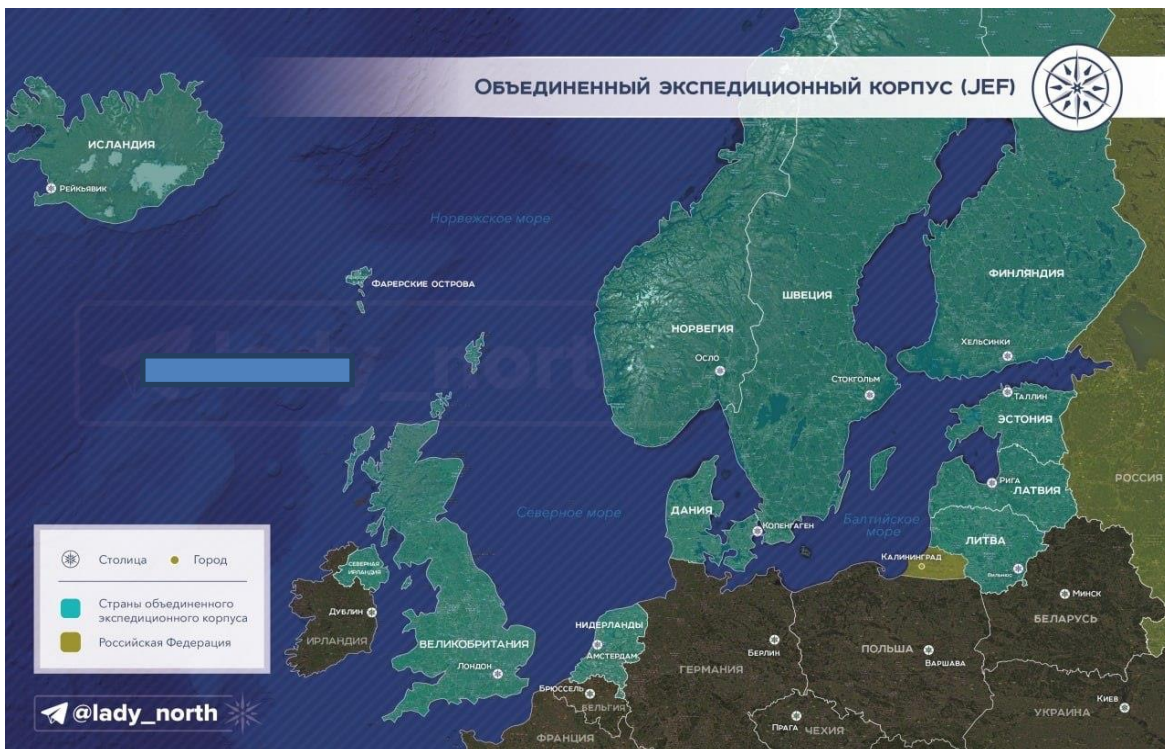 Объединенный экспедиционный корпус (JEF)
ИСЛАНДИЯ
Рейкьявик
Норвежское море
Фарерские острова
ФИНЛЯНДИЯ
ШВЕЦИЯ
НОРВЕГИЯ
Хельсинки
Осло
Стокгольм
lady_north
Таллин
ЭСТОНИЯ
РОССИЯ
Рига
ЛАТВИЯ
ДАНИЯ
Северное море
Копенгаген
Балтийское
море
ЛИТВА
Калининград
Вильнюс
Столица
Город
Страны объединенного
экспедиционного корпуса
Российская Федерация
СЕВЕРНАЯ
ИРЛАНДИЯ
Дублин
ИРЛАНДИЯ
ВЕЛИКОБРИТАНИЯ
Лондон
НИДЕРЛАНДЫ
Амстердам
Минск
БЕЛАРУСЬ
Берлин
ГЕРМАНИЯ
ПОЛЬША
Варшава
Брюссель
БЕЛЬГИЯ
Киев
УКРАИНА
Прага
ЧЕХИЯ
ФРАНЦИЯ
@lady_north